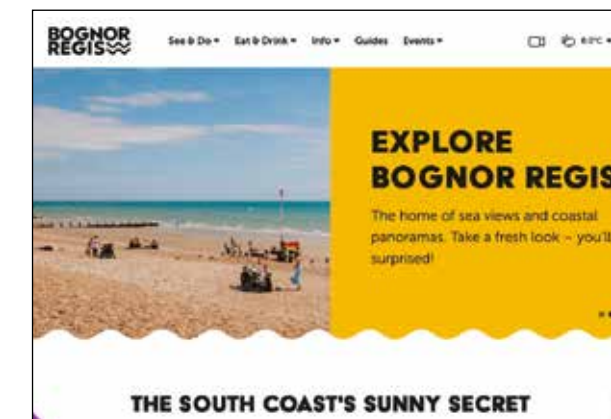 BOGNOR
REGIS
See & Do Eat & Drink Info Guides Events
EXPLORE
BOGNOR REGIS
The home of sea views and coastal
panoramas. Take a fresh look – you'll
surprised!
THE SOUTH COAST'S SUNNY SECRET